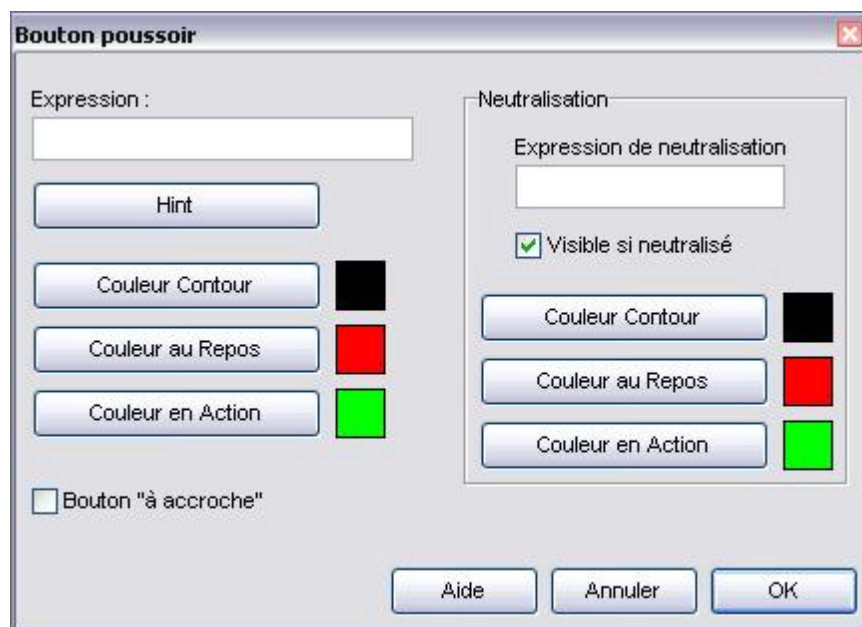 Bouton poussoir
Expression :
Hint
Couleur Contour
Couleur au Repos
Couleur en Action
Bouton "à accroche"
Neutralisation
Expression de neutralisation
Visible si neutralisé
Couleur Contour
Couleur au Repos
Couleur en Action
Aide
Annuler
OK